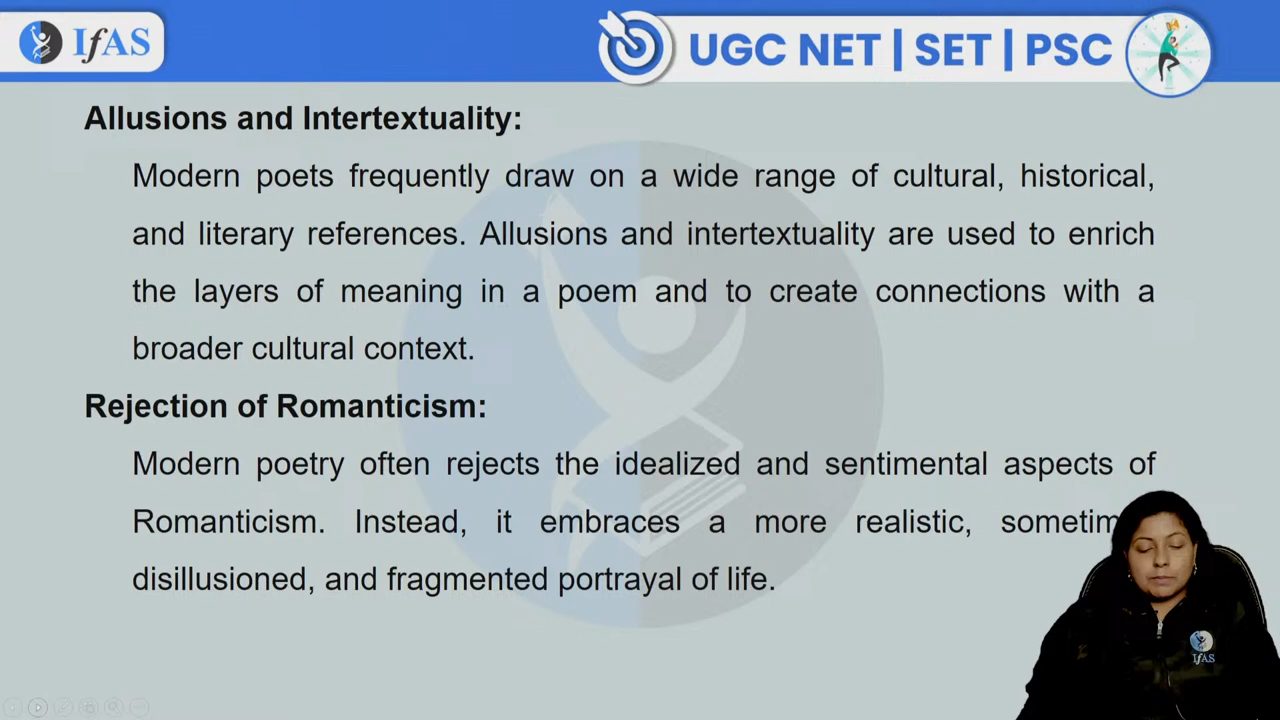 IfAS
UGC NET | SET | PSC
Allusions and Intertextuality:
Modern poets frequently draw on a wide range of cultural, historical,
and literary references. Allusions and intertextuality are used to enrich
the layers of meaning in a poem and to create connections with a
broader cultural context.
Rejection of Romanticism:
Modern poetry often rejects the idealized and sentimental aspects of
Romanticism. Instead, it embraces a more realistic,
disillusioned, and fragmented portrayal of life.
IfAS